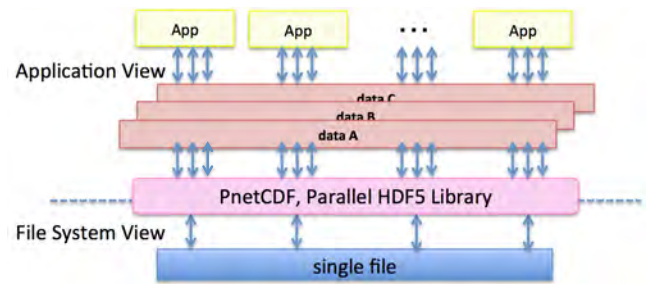 App
App
...
App
Application View
data C
data B
data A
PnetCDF, Parallel HDF5 Library
File System View
single file